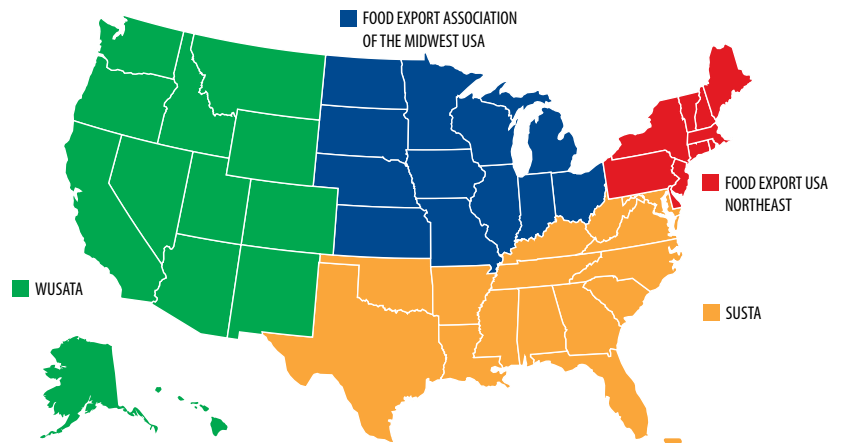 FOOD EXPORT ASSOCIATION
OF THE MIDWEST USA
FOOD EXPORT USA
NORTHEAST
WUSATA
SUSTA